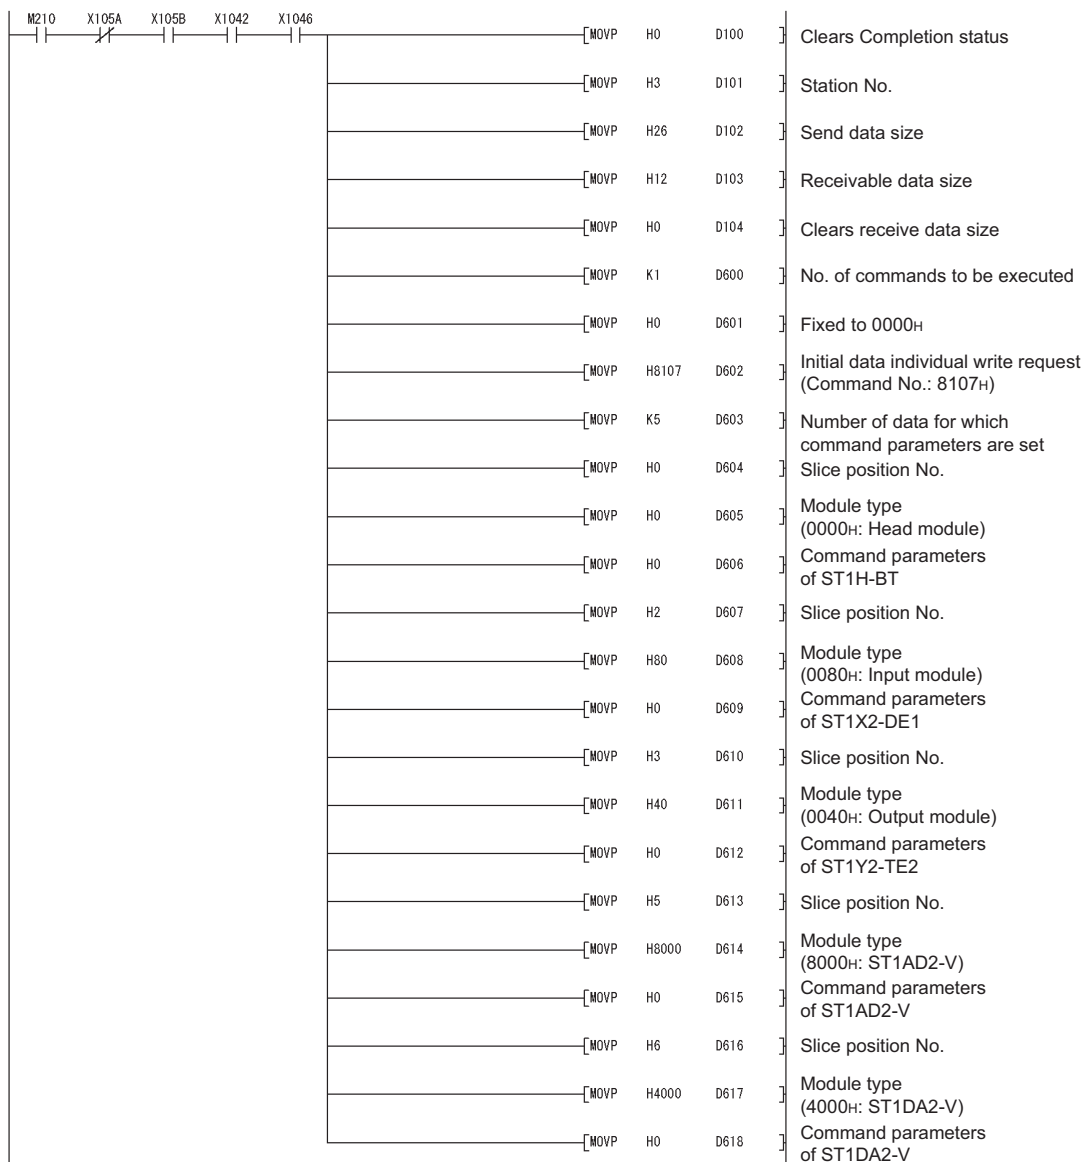 M210 X105A X105B X1042 X1046
MOVP H0 D100 Clears Completion status
MOVP H3 D101 Station No.
MOVP H26 D102 Send data size
MOVP H12 D103 Receivable data size
MOVP H0 D104 Clears receive data size
MOVP K1 D600 No. of commands to be executed
MOVP H0 D601 Fixed to 0000H
MOVP H8107 D602 Initial data individual write request
(Command No.: 8107H)
MOVP K5 D603 Number of data for which
command parameters are set
MOVP H0 D604 Slice position No.
MOVP H0 D605 Module type
(0000H: Head module)
MOVP H0 D606 Command parameters
of ST1H-BT
MOVP H2 D607 Slice position No.
MOVP H80 D608 Module type
(0080H: Input module)
MOVP H0 D609 Command parameters
of ST1X2-DE1
MOVP H3 D610 Slice position No.
MOVP H40 D611 Module type
(0040H: Output module)
MOVP H0 D612 Command parameters
of ST1Y2-TE2
MOVP H5 D613 Slice position No.
MOVP H8000 D614 Module type
(8000H: ST1AD2-V)
MOVP H0 D615 Command parameters
of ST1AD2-V
MOVP H6 D616 Slice position No.
MOVP H4000 D617 Module type
(4000H: ST1DA2-V)
MOVP H0 D618 Command parameters
of ST1DA2-V